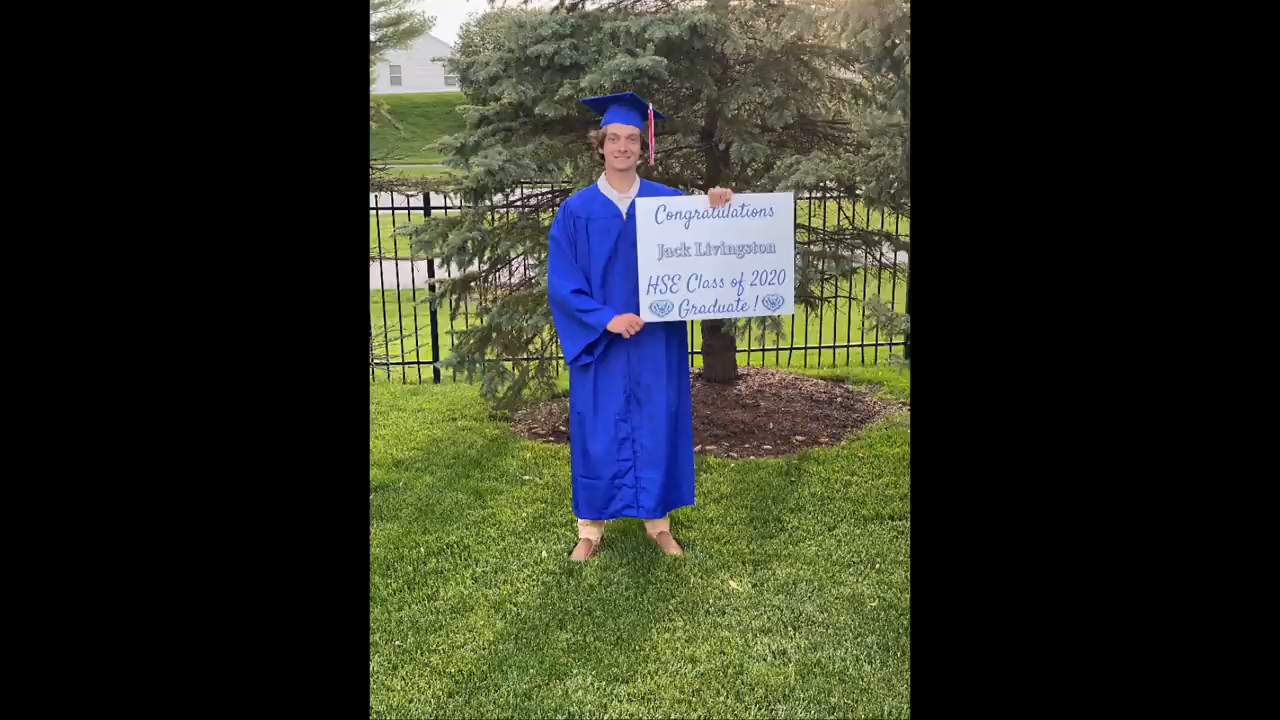 Congratulations
Jack Livingston
HSE Class of 2020
Graduate !